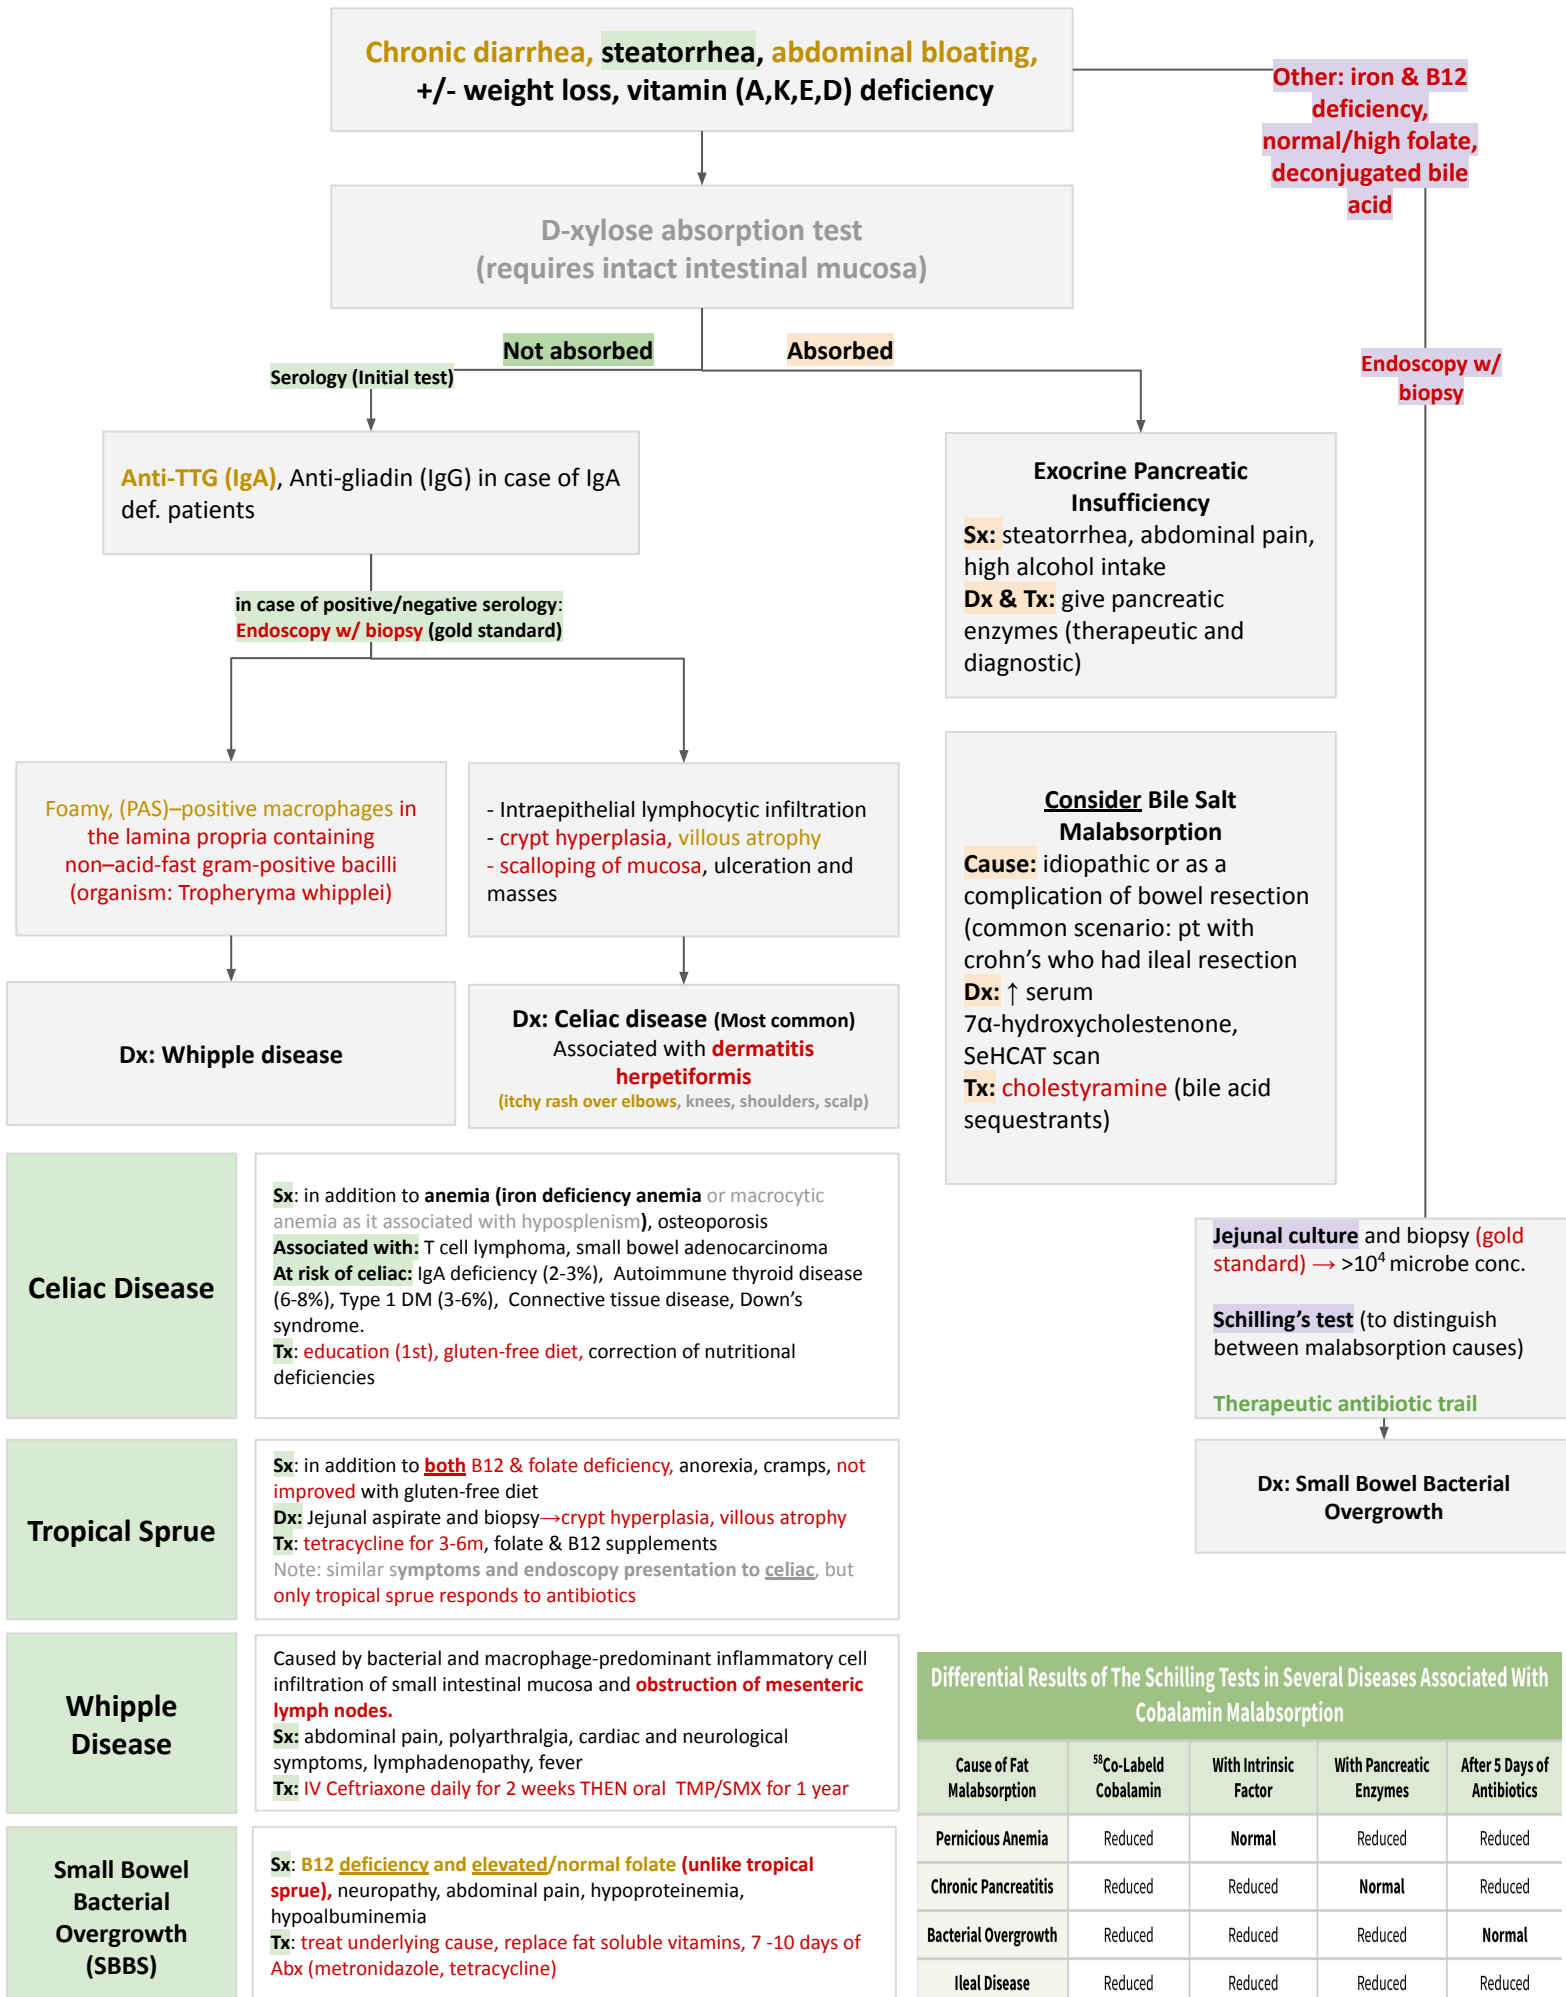 Chronic diarrhea, steatorrhea, abdominal bloating,
+/- weight loss, vitamin (A,K,E,D) deficiency
Other: iron & B12
deficiency,
normal/high folate,
deconjugated bile
acid
D-xylose absorption test
(requires intact intestinal mucosa)
Not absorbed
Absorbed
Serology (Initial test)
Endoscopy w/
biopsy
Anti-TTG (IgA), Anti-gliadin (IgG) in case of IgA
def. patients
in case of positive/negative serology:
Endoscopy w/ biopsy (gold standard)
Exocrine Pancreatic
Insufficiency
Sx: steatorrhea, abdominal pain,
high alcohol intake
Dx & Tx: give pancreatic
enzymes (therapeutic and
diagnostic)
Foamy, (PAS)–positive macrophages in
the lamina propria containing
non–acid-fast gram-positive bacilli
(organism: Tropheryma whipplei)
- Intraepithelial lymphocytic infiltration
- crypt hyperplasia, villous atrophy
- scalloping of mucosa, ulceration and
masses
Consider Bile Salt
Malabsorption
Cause: idiopathic or as a
complication of bowel resection
(common scenario: pt with
crohn's who had ileal resection
Dx: ↑ serum
7α-hydroxycholestenone,
SeHCAT scan
Tx: cholestyramine (bile acid
sequestrants)
Dx: Whipple disease
Dx: Celiac disease (Most common)
Associated with dermatitis
herpetiformis
(itchy rash over elbows, knees, shoulders, scalp)
Celiac Disease
Sx: in addition to anemia (iron deficiency anemia or macrocytic
anemia as it associated with hyposplenism), osteoporosis
Associated with: T cell lymphoma, small bowel adenocarcinoma
At risk of celiac: IgA deficiency (2-3%), Autoimmune thyroid disease
(6-8%), Type 1 DM (3-6%), Connective tissue disease, Down's
syndrome.
Tx: education (1st), gluten-free diet, correction of nutritional
deficiencies
Jejunal culture and biopsy (gold
standard) → >10⁴ microbe conc.
Schilling's test (to distinguish
between malabsorption causes)
Therapeutic antibiotic trail
Dx: Small Bowel Bacterial
Overgrowth
Tropical Sprue
Sx: in addition to both B12 & folate deficiency, anorexia, cramps, not
improved with gluten-free diet
Dx: Jejunal aspirate and biopsy→crypt hyperplasia, villous atrophy
Tx: tetracycline for 3-6m, folate & B12 supplements
Note: similar symptoms and endoscopy presentation to celiac, but
only tropical sprue responds to antibiotics
Whipple
Disease
Caused by bacterial and macrophage-predominant inflammatory cell
infiltration of small intestinal mucosa and obstruction of mesenteric
lymph nodes.
Sx: abdominal pain, polyarthralgia, cardiac and neurological
symptoms, lymphadenopathy, fever
Tx: IV Ceftriaxone daily for 2 weeks THEN oral TMP/SMX for 1 year
Small Bowel
Bacterial
Overgrowth
(SBBS)
Sx: B12 deficiency and elevated/normal folate (unlike tropical
sprue), neuropathy, abdominal pain, hypoproteinemia,
hypoalbuminemia
Tx: treat underlying cause, replace fat soluble vitamins, 7 -10 days of
Abx (metronidazole, tetracycline)
Differential Results of The Schilling Tests in Several Diseases Associated With
Cobalamin Malabsorption
Cause of Fat Malabsorption | ⁵⁸Co-Labeld Cobalamin | With Intrinsic Factor | With Pancreatic Enzymes | After 5 Days of Antibiotics
Pernicious Anemia | Reduced | Normal | Reduced | Reduced
Chronic Pancreatitis | Reduced | Reduced | Normal | Reduced
Bacterial Overgrowth | Reduced | Reduced | Reduced | Normal
Ileal Disease | Reduced | Reduced | Reduced | Reduced